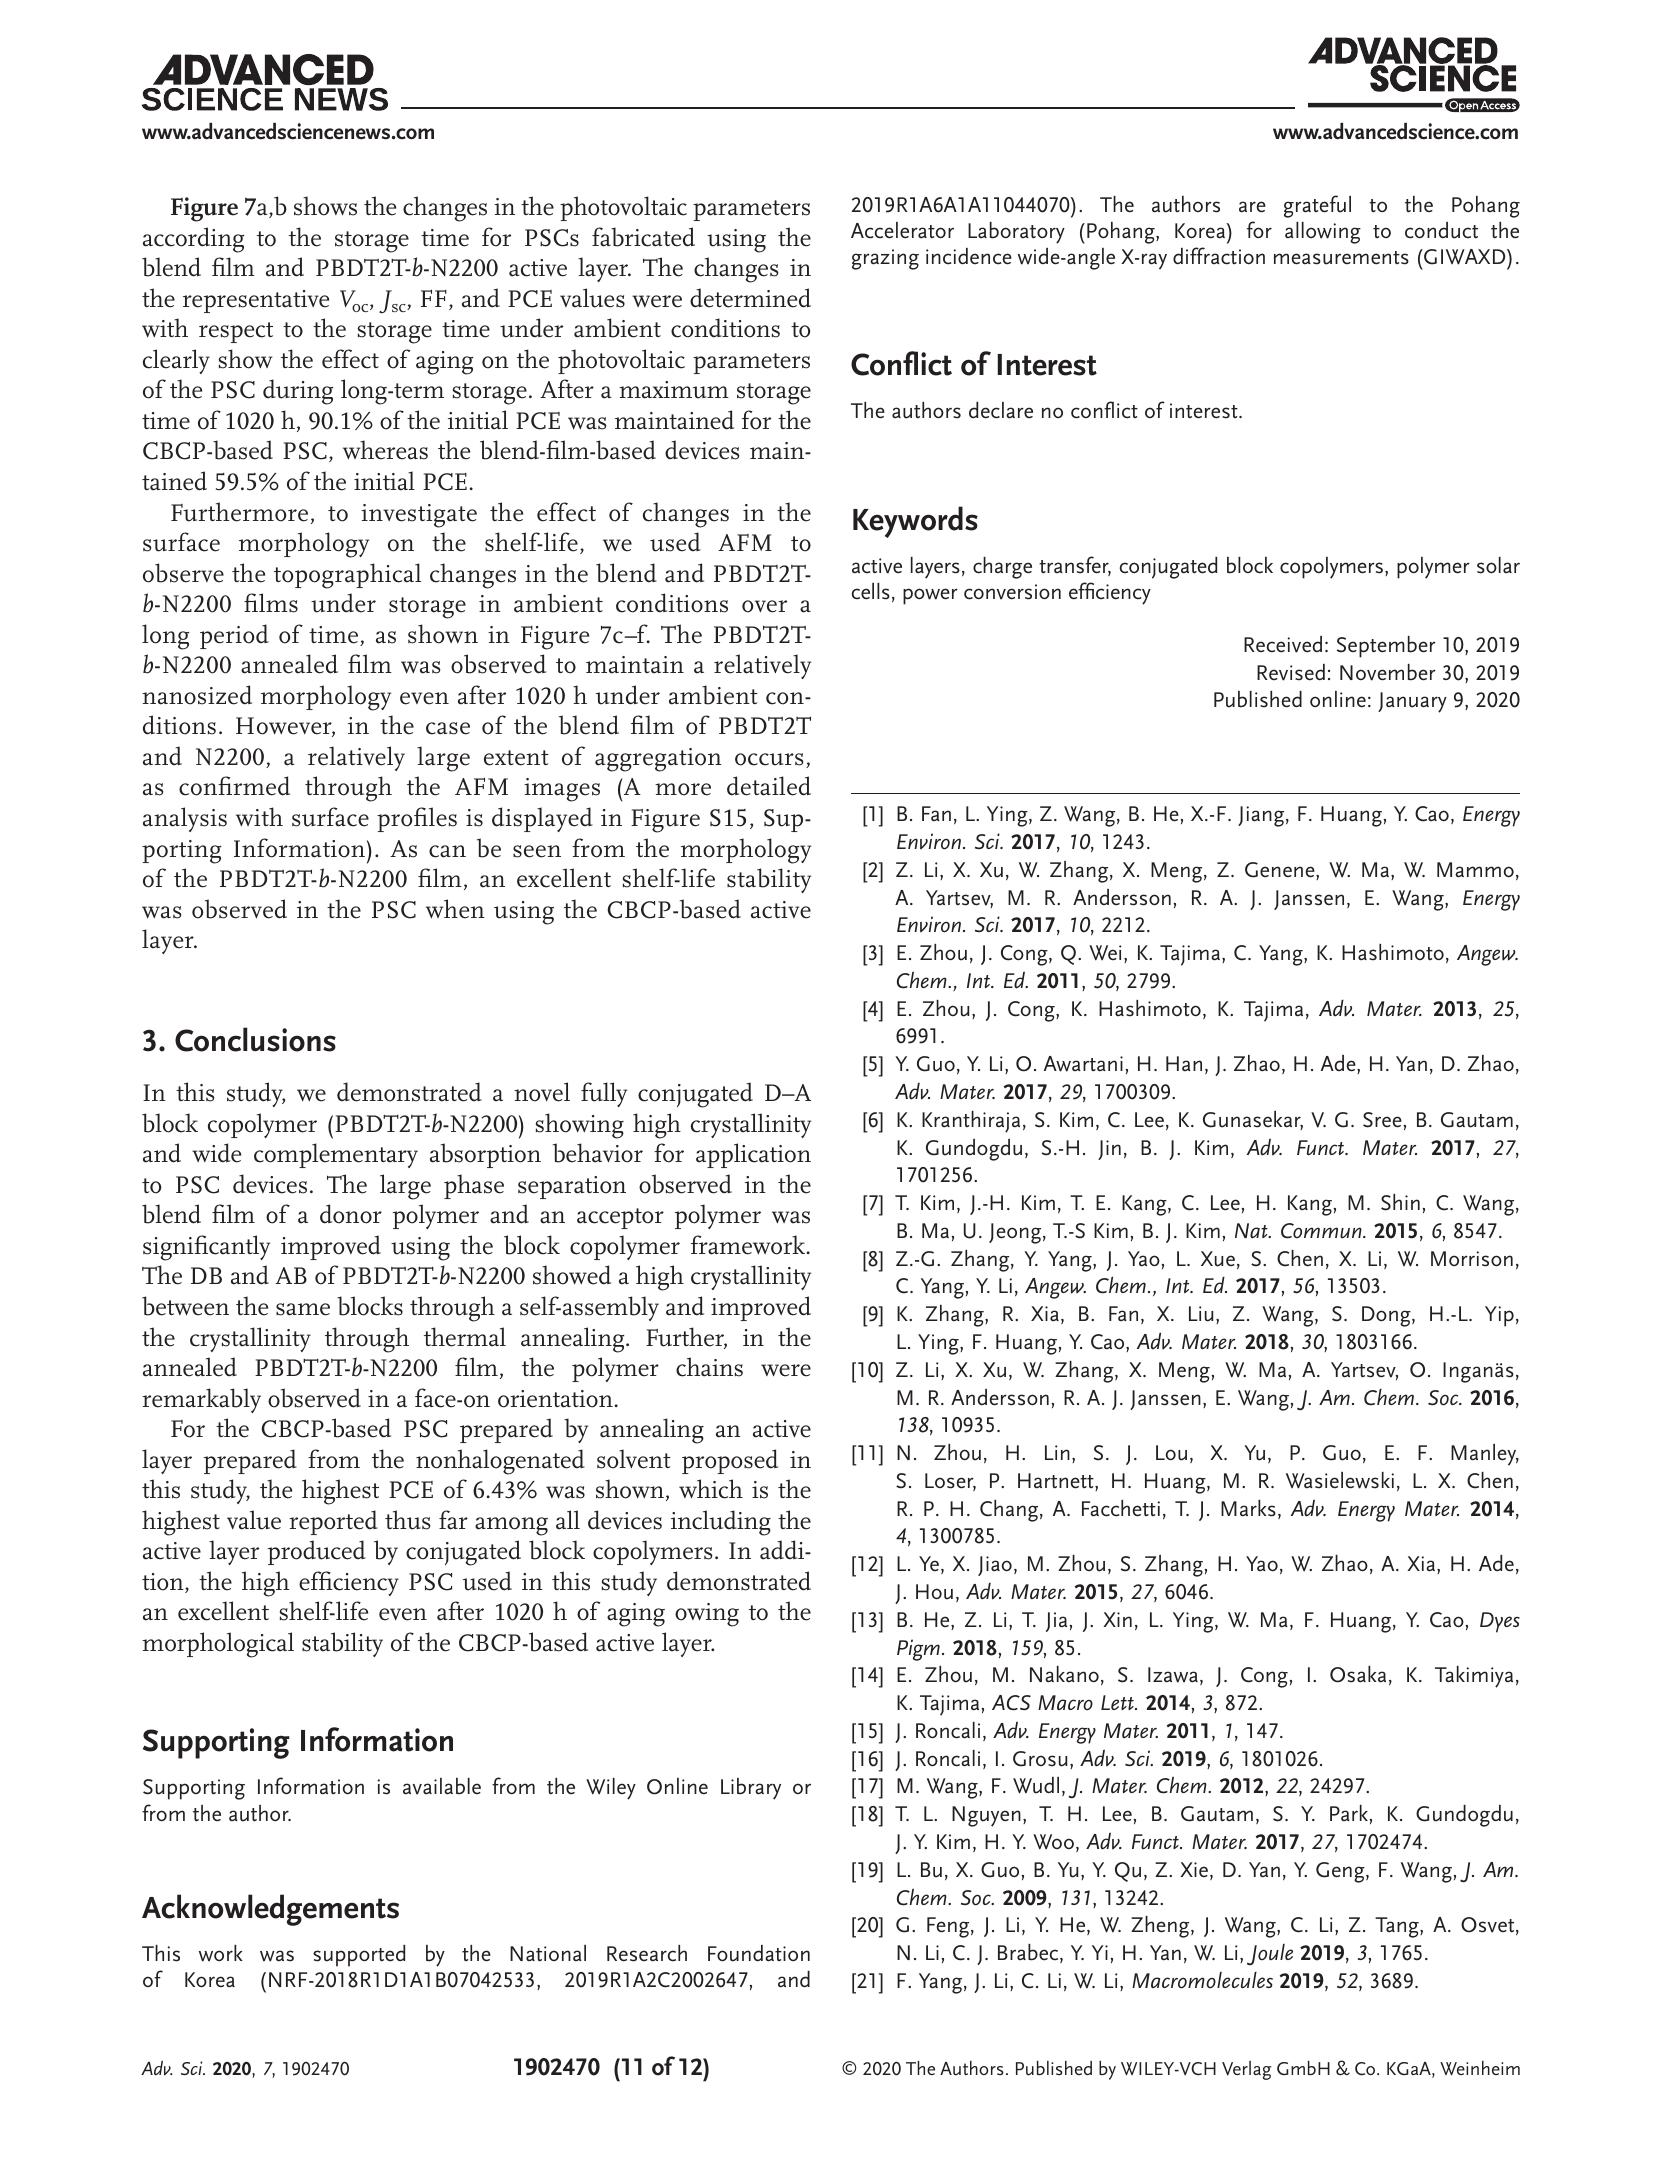 ADVANCED
SCIENCE NEWS
www.advancedsciencenews.com
ADVANCED
SCIENCE
Open Access
www.advancedscience.com
Figure 7a,b shows the changes in the photovoltaic parameters
according to the storage time for PSCs fabricated using the
blend film and PBDT2T-b-N2200 active layer. The changes in
the representative Voc, Jsc, FF, and PCE values were determined
with respect to the storage time under ambient conditions to
clearly show the effect of aging on the photovoltaic parameters
of the PSC during long-term storage. After a maximum storage
time of 1020 h, 90.1% of the initial PCE was maintained for the
CBCP-based PSC, whereas the blend-film-based devices main-
tained 59.5% of the initial PCE.
Furthermore, to investigate the effect of changes in the
surface morphology on the shelf-life, we used AFM to
observe the topographical changes in the blend and PBDT2T-
b-N2200 films under storage in ambient conditions over a
long period of time, as shown in Figure 7c–f. The PBDT2T-
b-N2200 annealed film was observed to maintain a relatively
nanosized morphology even after 1020 h under ambient con-
ditions. However, in the case of the blend film of PBDT2T
and N2200, a relatively large extent of aggregation occurs,
as confirmed through the AFM images (A more detailed
analysis with surface profiles is displayed in Figure S15, Sup-
porting Information). As can be seen from the morphology
of the PBDT2T-b-N2200 film, an excellent shelf-life stability
was observed in the PSC when using the CBCP-based active
layer.
3. Conclusions
In this study, we demonstrated a novel fully conjugated D–A
block copolymer (PBDT2T-b-N2200) showing high crystallinity
and wide complementary absorption behavior for application
to PSC devices. The large phase separation observed in the
blend film of a donor polymer and an acceptor polymer was
significantly improved using the block copolymer framework.
The DB and AB of PBDT2T-b-N2200 showed a high crystallinity
between the same blocks through a self-assembly and improved
the crystallinity through thermal annealing. Further, in the
annealed PBDT2T-b-N2200 film, the polymer chains were
remarkably observed in a face-on orientation.
For the CBCP-based PSC prepared by annealing an active
layer prepared from the nonhalogenated solvent proposed in
this study, the highest PCE of 6.43% was shown, which is the
highest value reported thus far among all devices including the
active layer produced by conjugated block copolymers. In addi-
tion, the high efficiency PSC used in this study demonstrated
an excellent shelf-life even after 1020 h of aging owing to the
morphological stability of the CBCP-based active layer.
Supporting Information
Supporting Information is available from the Wiley Online Library or
from the author.
Acknowledgements
This work was supported by the National Research Foundation
of Korea (NRF-2018R1D1A1B07042533, 2019R1A2C2002647, and
2019R1A6A1A11044070). The authors are grateful to the Pohang
Accelerator Laboratory (Pohang, Korea) for allowing to conduct the
grazing incidence wide-angle X-ray diffraction measurements (GIWAXD).
Conflict of Interest
The authors declare no conflict of interest.
Keywords
active layers, charge transfer, conjugated block copolymers, polymer solar
cells, power conversion efficiency
Received: September 10, 2019
Revised: November 30, 2019
Published online: January 9, 2020
[1] B. Fan, L. Ying, Z. Wang, B. He, X.-F. Jiang, F. Huang, Y. Cao, Energy
Environ. Sci. 2017, 10, 1243.
[2] Z. Li, X. Xu, W. Zhang, X. Meng, Z. Genene, W. Ma, W. Mammo,
A. Yartsev, M. R. Andersson, R. A. J. Janssen, E. Wang, Energy
Environ. Sci. 2017, 10, 2212.
[3] E. Zhou, J. Cong, Q. Wei, K. Tajima, C. Yang, K. Hashimoto, Angew.
Chem., Int. Ed. 2011, 50, 2799.
[4] E. Zhou, J. Cong, K. Hashimoto, K. Tajima, Adv. Mater. 2013, 25,
6991.
[5] Y. Guo, Y. Li, O. Awartani, H. Han, J. Zhao, H. Ade, H. Yan, D. Zhao,
Adv. Mater. 2017, 29, 1700309.
[6] K. Kranthiraja, S. Kim, C. Lee, K. Gunasekar, V. G. Sree, B. Gautam,
K. Gundogdu, S.-H. Jin, B. J. Kim, Adv. Funct. Mater. 2017, 27,
1701256.
[7] T. Kim, J.-H. Kim, T. E. Kang, C. Lee, H. Kang, M. Shin, C. Wang,
B. Ma, U. Jeong, T.-S Kim, B. J. Kim, Nat. Commun. 2015, 6, 8547.
[8] Z.-G. Zhang, Y. Yang, J. Yao, L. Xue, S. Chen, X. Li, W. Morrison,
C. Yang, Y. Li, Angew. Chem., Int. Ed. 2017, 56, 13503.
[9] K. Zhang, R. Xia, B. Fan, X. Liu, Z. Wang, S. Dong, H.-L. Yip,
L. Ying, F. Huang, Y. Cao, Adv. Mater. 2018, 30, 1803166.
[10] Z. Li, X. Xu, W. Zhang, X. Meng, W. Ma, A. Yartsev, O. Inganäs,
M. R. Andersson, R. A. J. Janssen, E. Wang, J. Am. Chem. Soc. 2016,
138, 10935.
[11] N. Zhou, H. Lin, S. J. Lou, X. Yu, P. Guo, E. F. Manley,
S. Loser, P. Hartnett, H. Huang, M. R. Wasielewski, L. X. Chen,
R. P. H. Chang, A. Facchetti, T. J. Marks, Adv. Energy Mater. 2014,
4, 1300785.
[12] L. Ye, X. Jiao, M. Zhou, S. Zhang, H. Yao, W. Zhao, A. Xia, H. Ade,
J. Hou, Adv. Mater. 2015, 27, 6046.
[13] B. He, Z. Li, T. Jia, J. Xin, L. Ying, W. Ma, F. Huang, Y. Cao, Dyes
Pigm. 2018, 159, 85.
[14] E. Zhou, M. Nakano, S. Izawa, J. Cong, I. Osaka, K. Takimiya,
K. Tajima, ACS Macro Lett. 2014, 3, 872.
[15] J. Roncali, Adv. Energy Mater. 2011, 1, 147.
[16] J. Roncali, I. Grosu, Adv. Sci. 2019, 6, 1801026.
[17] M. Wang, F. Wudl, J. Mater. Chem. 2012, 22, 24297.
[18] T. L. Nguyen, T. H. Lee, B. Gautam, S. Y. Park, K. Gundogdu,
J. Y. Kim, H. Y. Woo, Adv. Funct. Mater. 2017, 27, 1702474.
[19] L. Bu, X. Guo, B. Yu, Y. Qu, Z. Xie, D. Yan, Y. Geng, F. Wang, J. Am.
Chem. Soc. 2009, 131, 13242.
[20] G. Feng, J. Li, Y. He, W. Zheng, J. Wang, C. Li, Z. Tang, A. Osvet,
N. Li, C. J. Brabec, Y. Yi, H. Yan, W. Li, Joule 2019, 3, 1765.
[21] F. Yang, J. Li, C. Li, W. Li, Macromolecules 2019, 52, 3689.
Adv. Sci. 2020, 7, 1902470
1902470 (11 of 12)
© 2020 The Authors. Published by WILEY-VCH Verlag GmbH & Co. KGaA, Weinheim